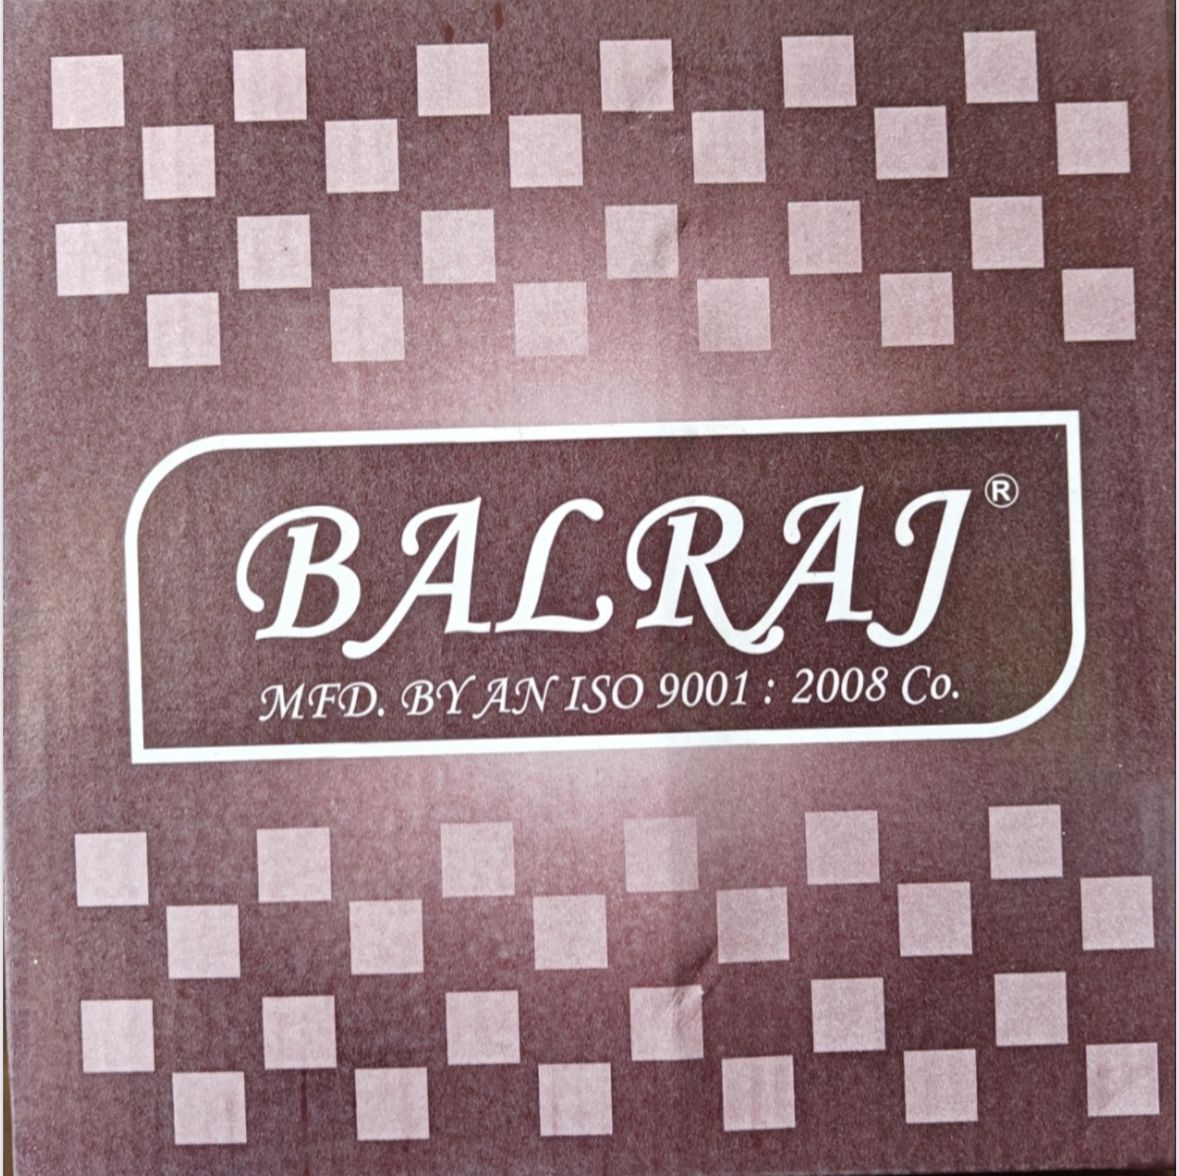 BALRAJ®
MFD. BY AN ISO 9001 : 2008 Co.